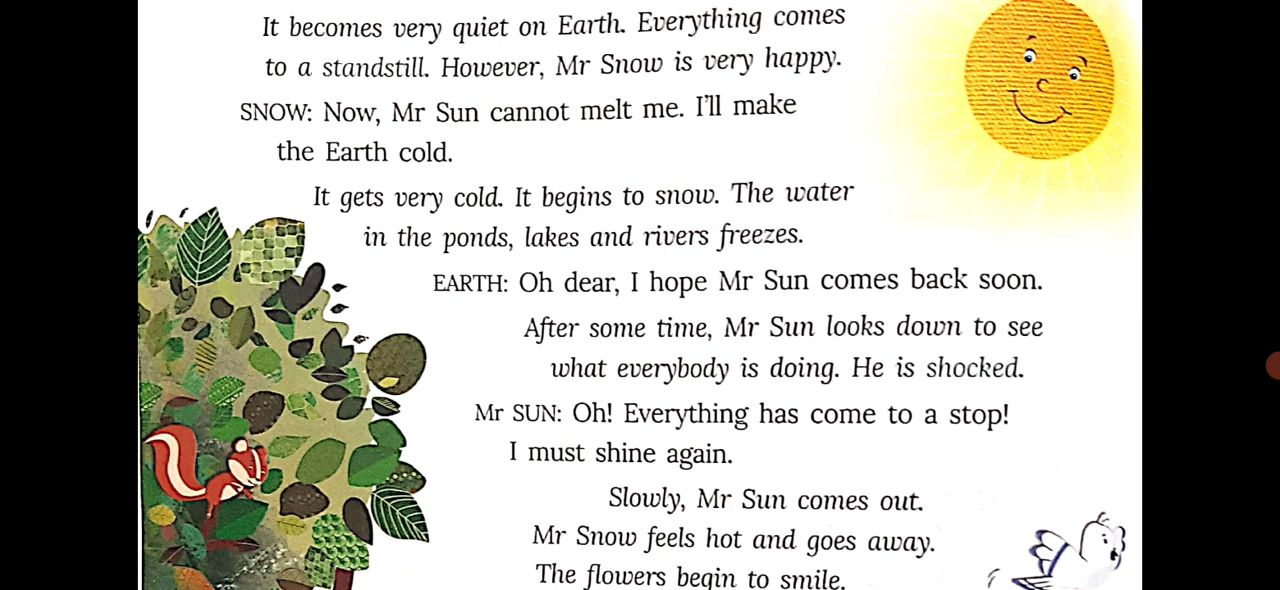 It becomes very quiet on Earth. Everything comes
to a standstill. However, Mr Snow is very happy.
SNOW: Now, Mr Sun cannot melt me. I'll make
the Earth cold.
It gets very cold. It begins to snow. The water
in the ponds, lakes and rivers freezes.
EARTH: Oh dear, I hope Mr Sun comes back soon.
After some time, Mr Sun looks down to see
what everybody is doing. He is shocked.
Mr SUN: Oh! Everything has come to a stop!
I must shine again.
Slowly, Mr Sun comes out.
Mr Snow feels hot and goes away.
The flowers begin to smile.